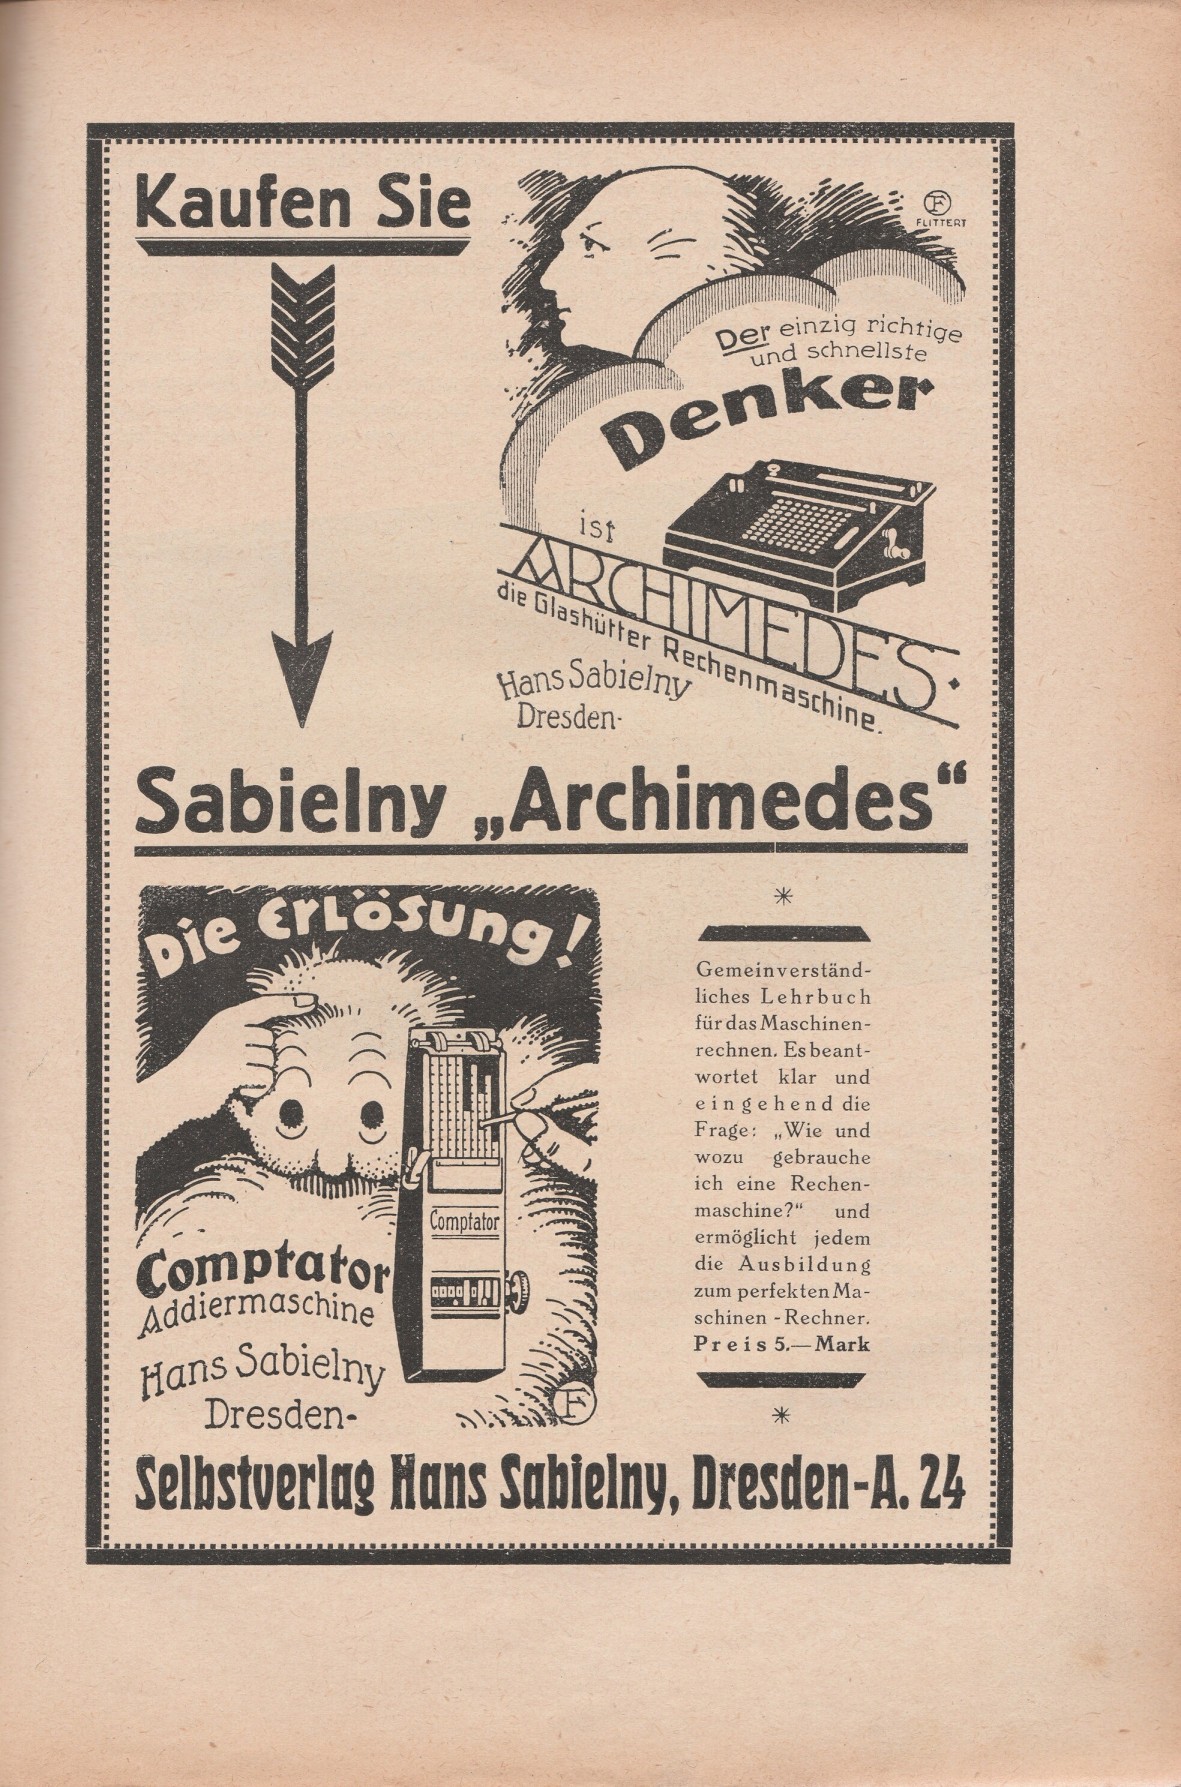 Kaufen Sie
F
FLITTERT
Der einzig richtige
und schnellste
Denker
ist
ARCHIMEDES.
die Glashütter Rechenmaschine.
Hans Sabielny
Dresden-
Sabielny „Archimedes“
Die Erlösung!
Comptator
Comptator
Addiermaschine
Hans Sabielny
Dresden-
F
*
Gemeinverständ-
liches Lehrbuch
für das Maschinen-
rechnen. Es beant-
wortet klar und
eingehend die
Frage: „Wie und
wozu gebrauche
ich eine Rechen-
maschine?“ und
ermöglicht jedem
die Ausbildung
zum perfekten Ma-
schinen-Rechner.
Preis 5.— Mark
*
Selbstverlag Hans Sabielny, Dresden-A. 24